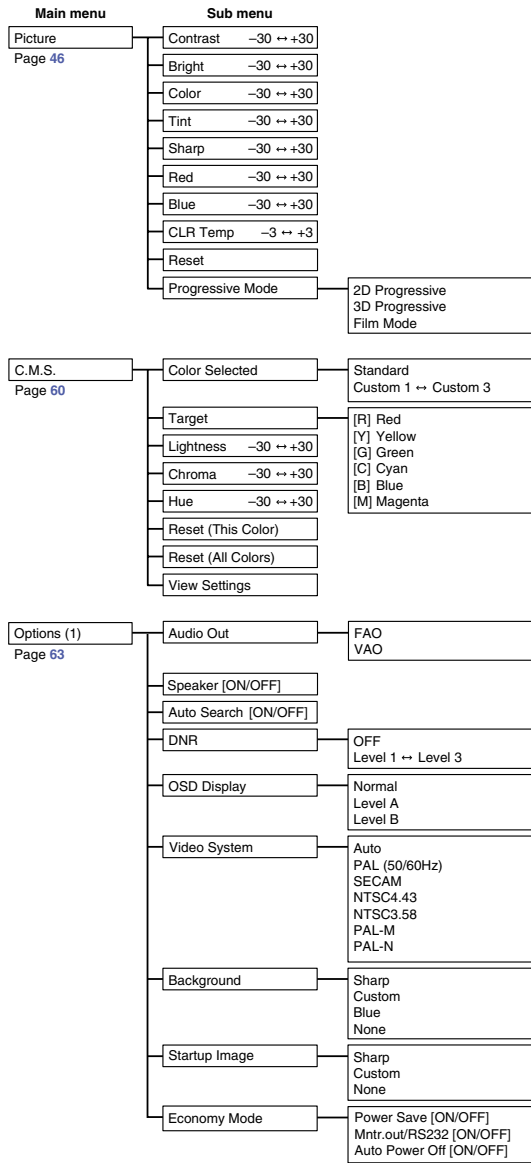 Main menu Sub menu
Picture
Page 46
Contrast –30 ↔ +30
Bright –30 ↔ +30
Color –30 ↔ +30
Tint –30 ↔ +30
Sharp –30 ↔ +30
Red –30 ↔ +30
Blue –30 ↔ +30
CLR Temp –3 ↔ +3
Reset
Progressive Mode
2D Progressive
3D Progressive
Film Mode
C.M.S.
Page 60
Color Selected
Standard
Custom 1 ↔ Custom 3
Target
[R] Red
[Y] Yellow
[G] Green
[C] Cyan
[B] Blue
[M] Magenta
Lightness –30 ↔ +30
Chroma –30 ↔ +30
Hue –30 ↔ +30
Reset (This Color)
Reset (All Colors)
View Settings
Options (1)
Page 63
Audio Out
FAO
VAO
Speaker [ON/OFF]
Auto Search [ON/OFF]
DNR
OFF
Level 1 ↔ Level 3
OSD Display
Normal
Level A
Level B
Video System
Auto
PAL (50/60Hz)
SECAM
NTSC4.43
NTSC3.58
PAL-M
PAL-N
Background
Sharp
Custom
Blue
None
Startup Image
Sharp
Custom
None
Economy Mode
Power Save [ON/OFF]
Mntr.out/RS232 [ON/OFF]
Auto Power Off [ON/OFF]